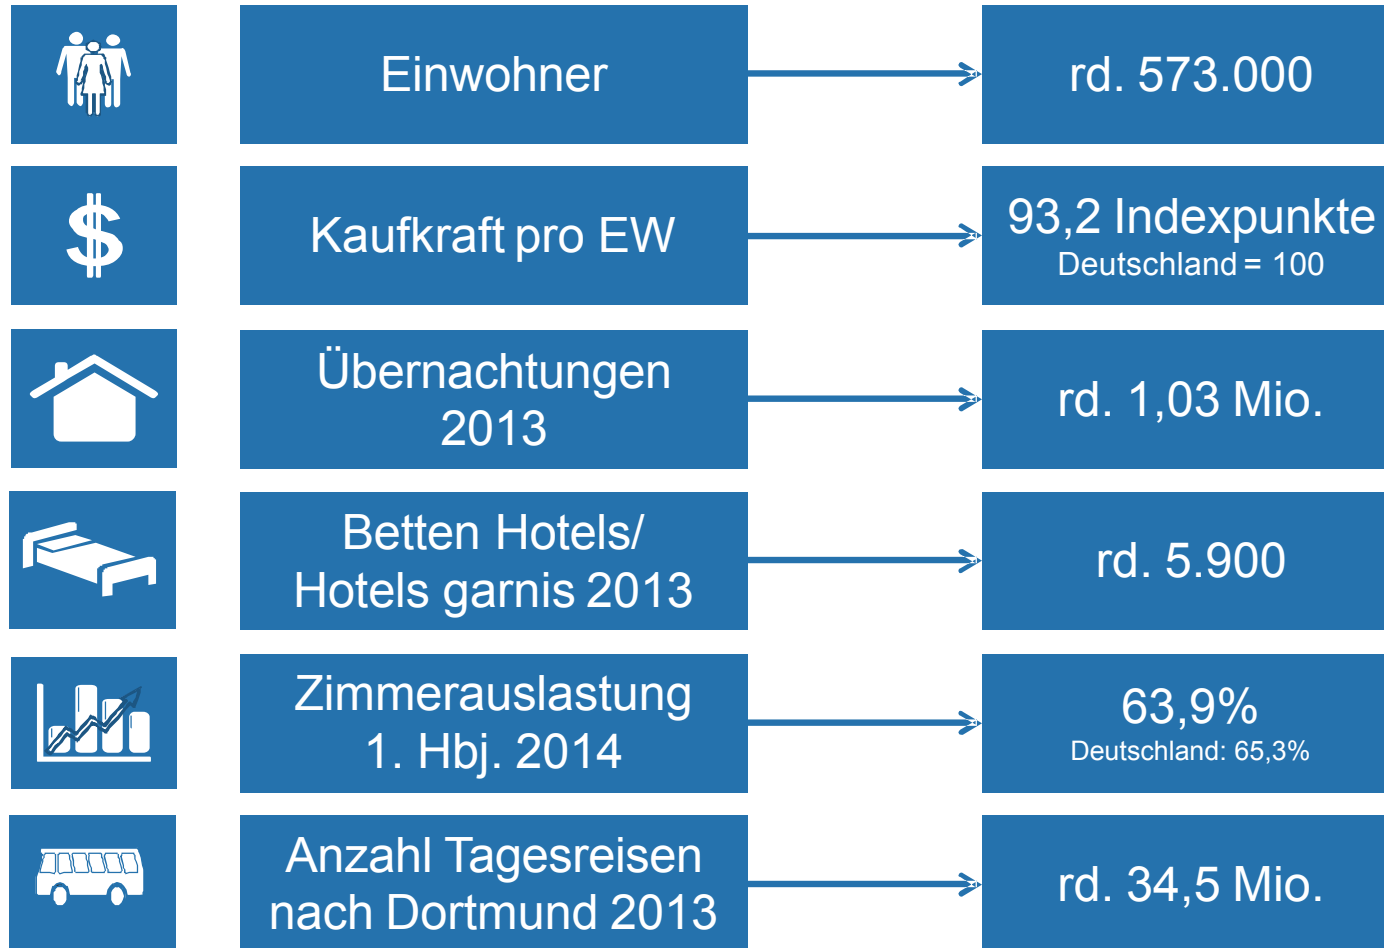 Einwohner
rd. 573.000
$
Kaufkraft pro EW
93,2 Indexpunkte
Deutschland = 100
Übernachtungen
2013
rd. 1,03 Mio.
Betten Hotels/
Hotels garnis 2013
rd. 5.900
Zimmerauslastung
1. Hbj. 2014
63,9%
Deutschland: 65,3%
Anzahl Tagesreisen
nach Dortmund 2013
rd. 34,5 Mio.